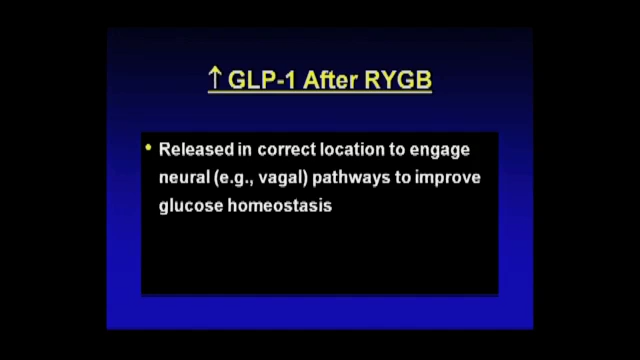 ↑ GLP-1 After RYGB
• Released in correct location to engage
neural (e.g., vagal) pathways to improve
glucose homeostasis